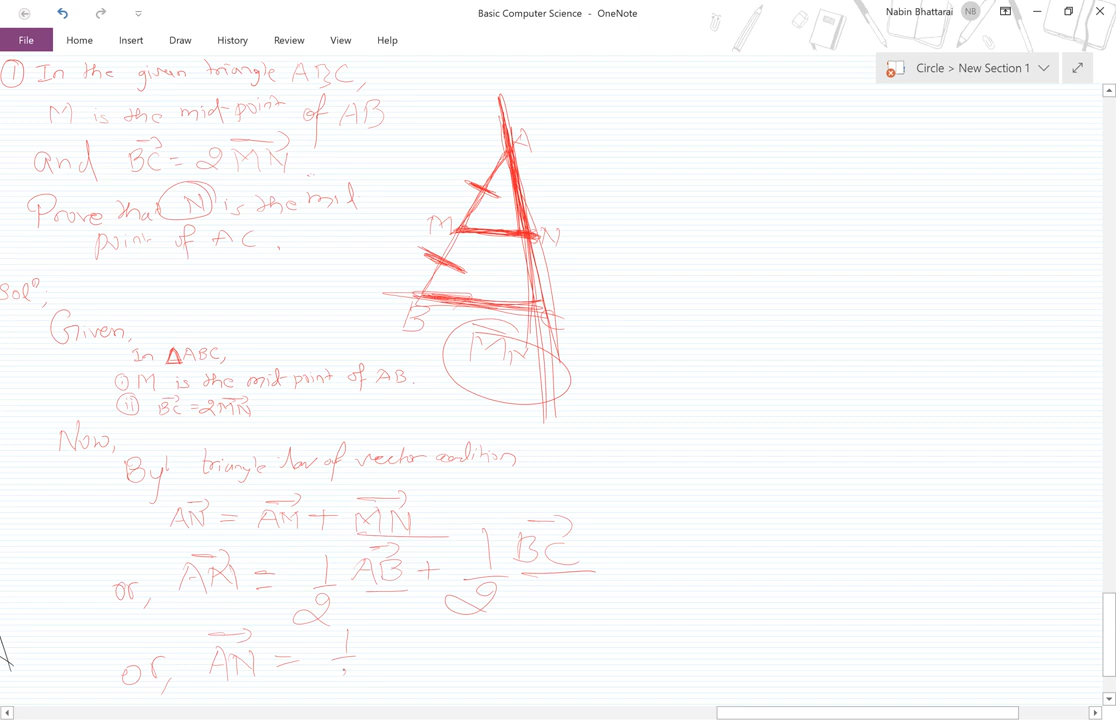 Basic Computer Science - OneNote
Nabin Bhattarai NB
File Home Insert Draw History Review View Help
Circle > New Section 1
① In the given triangle ABC,
M is the mid-point of AB
and BC⃗ = 2 MN⃗.
Prove that N is the mid
point of AC.
Solⁿ,
Given,
In ΔABC,
ⓘ M is the mid-point of AB.
ⓘⓘ BC⃗ = 2MN⃗
Now,
By triangle law of vector addition
AN⃗ = AM⃗ + MN⃗
or, AN⃗ = 1/2 AB⃗ + 1/2 BC⃗
or, AN⃗ = 1
A
M N
B C
MN⃗